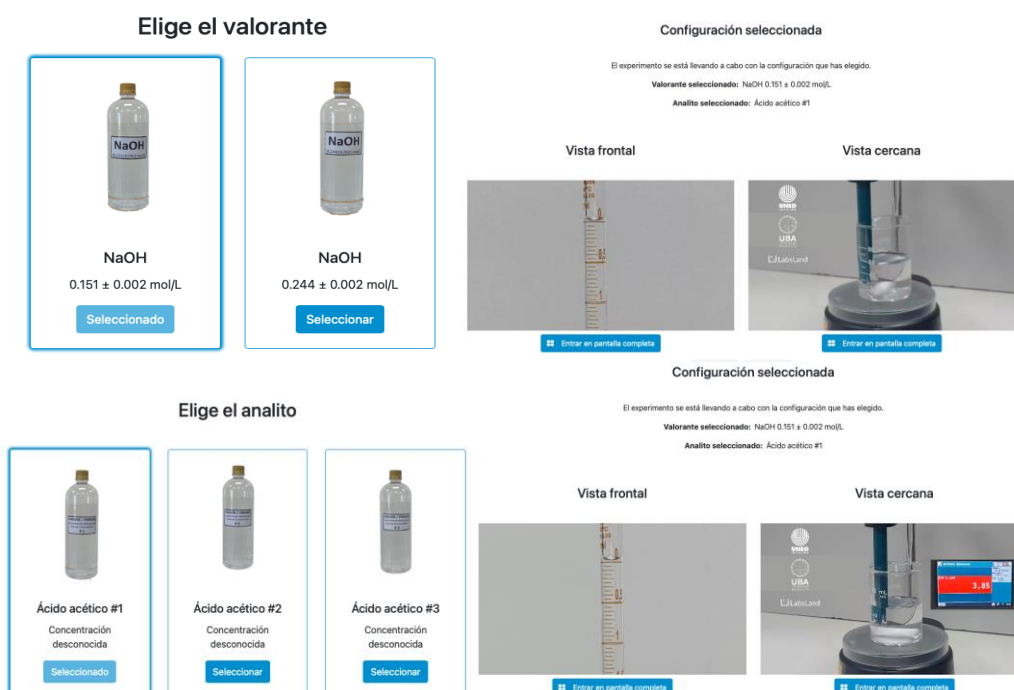 Elige el valorante
NaOH
NaOH
0.151 ± 0.002 mol/L
Seleccionado
NaOH
NaOH
0.244 ± 0.002 mol/L
Seleccionar
Elige el analito
Ácido acético #1
Concentración
desconocida
Seleccionado
Ácido acético #2
Concentración
desconocida
Seleccionar
Ácido acético #3
Concentración
desconocida
Seleccionar
Configuración seleccionada
El experimento se está llevando a cabo con la configuración que has elegido.
Valorante seleccionado: NaOH 0.151 ± 0.002 mol/L
Analito seleccionado: Ácido acético #1
Vista frontal
Vista cercana
UNED
UBA
LabsLand
Entrar en pantalla completa
Entrar en pantalla completa
Configuración seleccionada
El experimento se está llevando a cabo con la configuración que has elegido.
Valorante seleccionado: NaOH 0.151 ± 0.002 mol/L
Analito seleccionado: Ácido acético #1
Vista frontal
Vista cercana
UNED
UBA
LabsLand
3.85
Entrar en pantalla completa
Entrar en pantalla completa